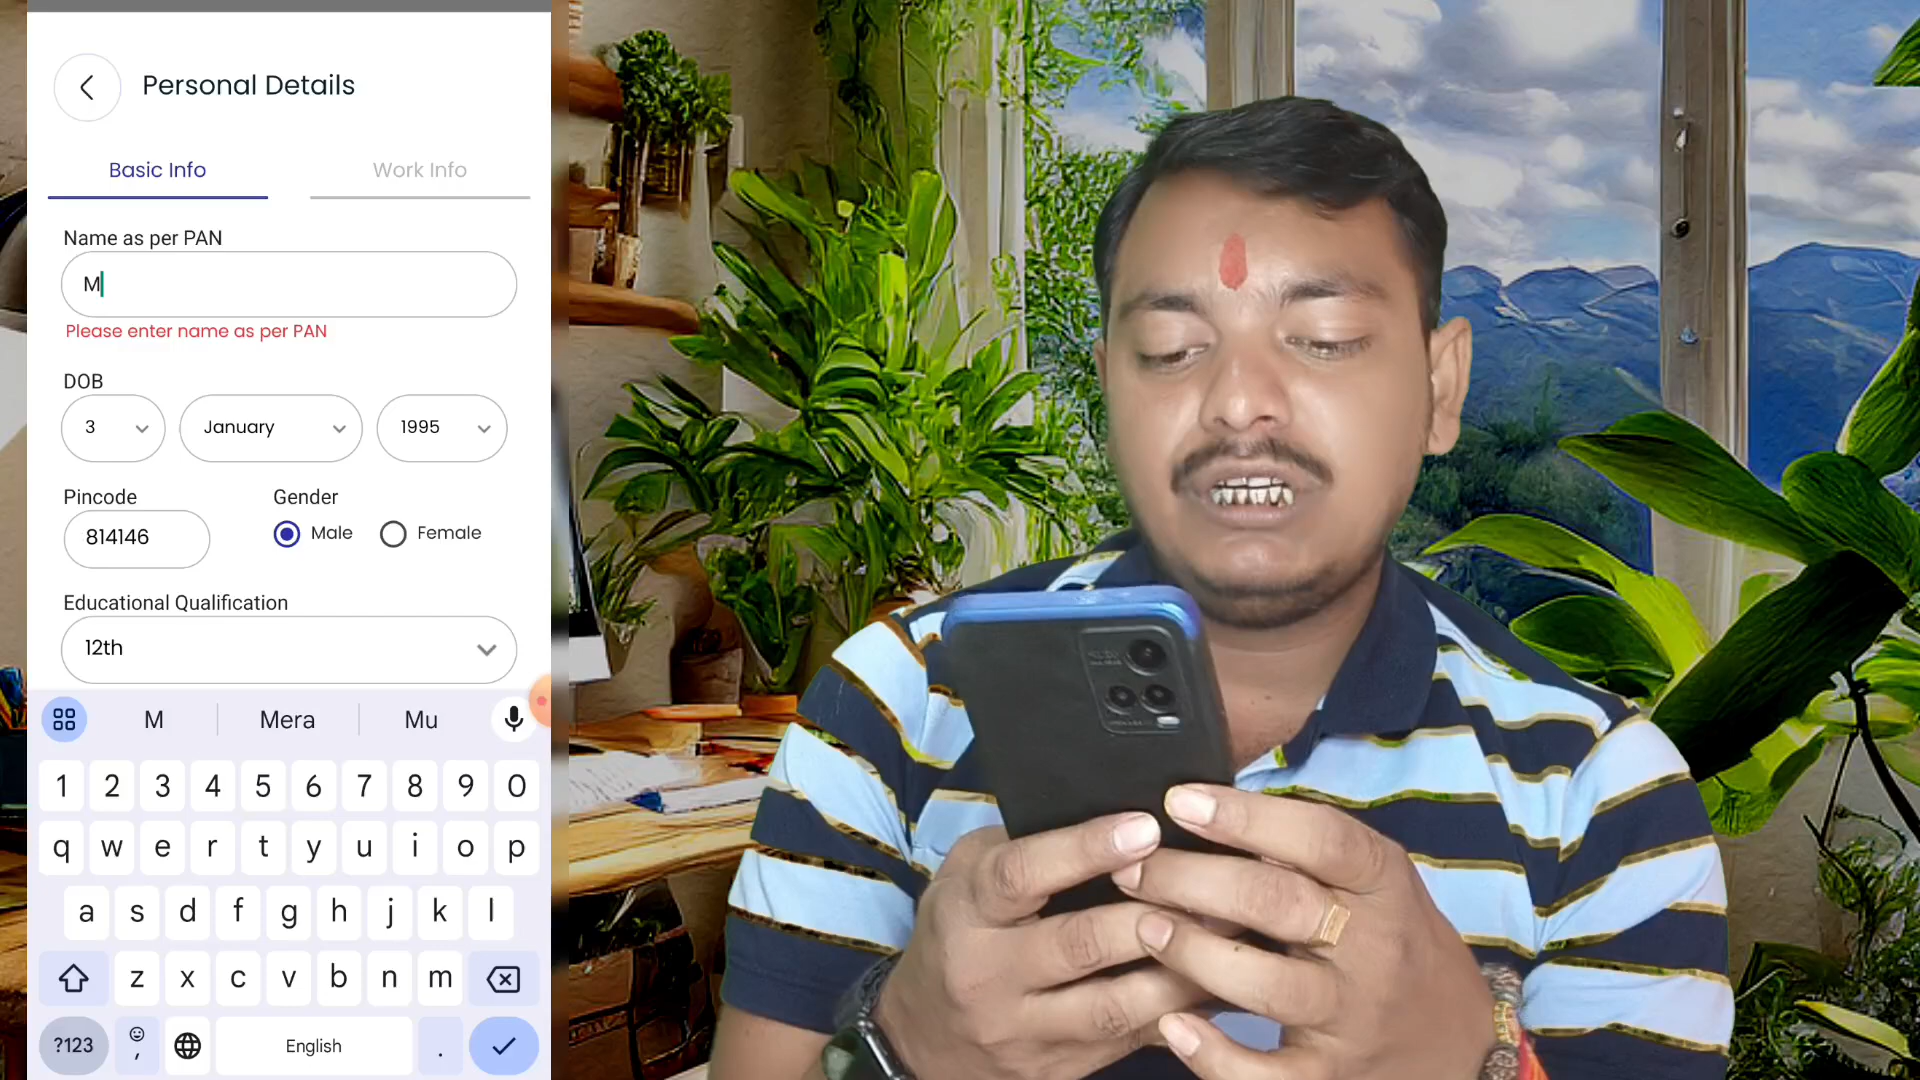 Personal Details
Basic Info Work Info
Name as per PAN
M
Please enter name as per PAN
DOB
3 January 1995
Pincode Gender
814146 Male Female
Educational Qualification
12th
M Mera Mu
1 2 3 4 5 6 7 8 9 0
q w e r t y u i o p
a s d f g h j k l
z x c v b n m
?123 , English .